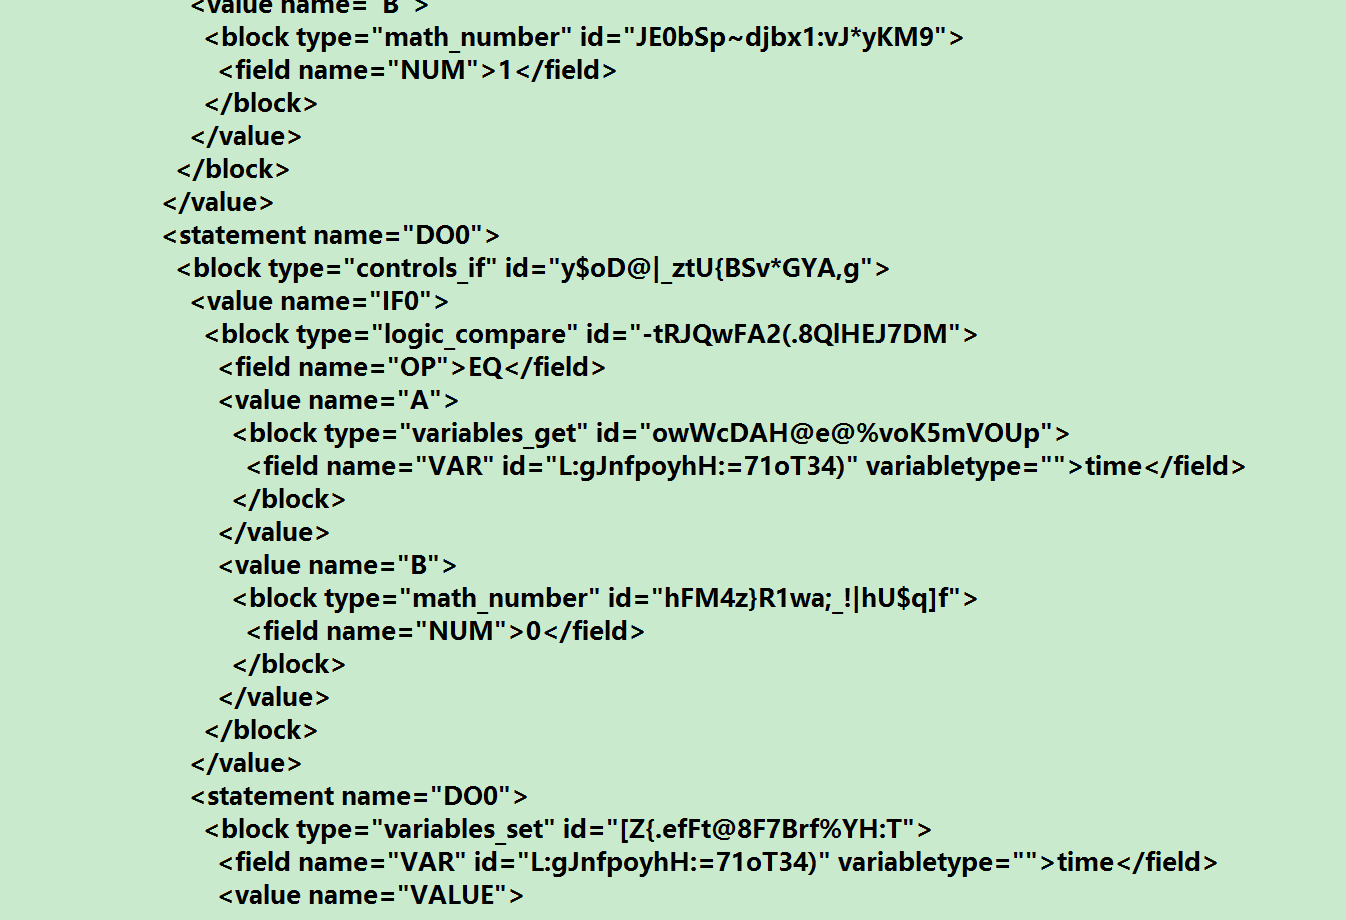 <value name="B">
<block type="math_number" id="JE0bSp~djbx1:vJ*yKM9">
<field name="NUM">1</field>
</block>
</value>
</block>
</value>
<statement name="DO0">
<block type="controls_if" id="y$oD@|_ztU{BSv*GYA,g">
<value name="IF0">
<block type="logic_compare" id="-tRJQwFA2(.8QlHEJ7DM">
<field name="OP">EQ</field>
<value name="A">
<block type="variables_get" id="owWcDAH@e@%voK5mVOUp">
<field name="VAR" id="L:gJnfpoyhH:=71oT34)" variabletype="">time</field>
</block>
</value>
<value name="B">
<block type="math_number" id="hFM4z}R1wa;_!|hU$q]f">
<field name="NUM">0</field>
</block>
</value>
</block>
</value>
<statement name="DO0">
<block type="variables_set" id="[Z{.efFt@8F7Brf%YH:T">
<field name="VAR" id="L:gJnfpoyhH:=71oT34)" variabletype="">time</field>
<value name="VALUE">